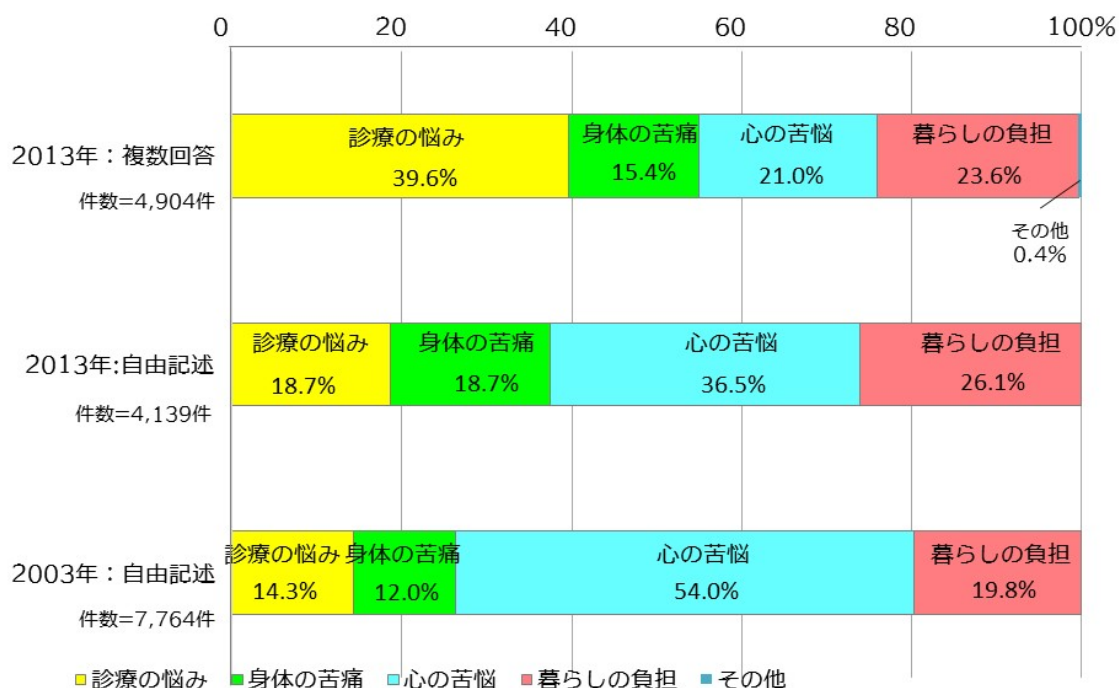 0 20 40 60 80 100%
2013年：複数回答
件数=4,904件
診療の悩み 身体の苦痛 心の苦悩 暮らしの負担
39.6% 15.4% 21.0% 23.6%
その他
0.4%
2013年:自由記述
件数=4,139件
診療の悩み 身体の苦痛 心の苦悩 暮らしの負担
18.7% 18.7% 36.5% 26.1%
2003年：自由記述
件数=7,764件
診療の悩み 身体の苦痛 心の苦悩 暮らしの負担
14.3% 12.0% 54.0% 19.8%
診療の悩み 身体の苦痛 心の苦悩 暮らしの負担 その他